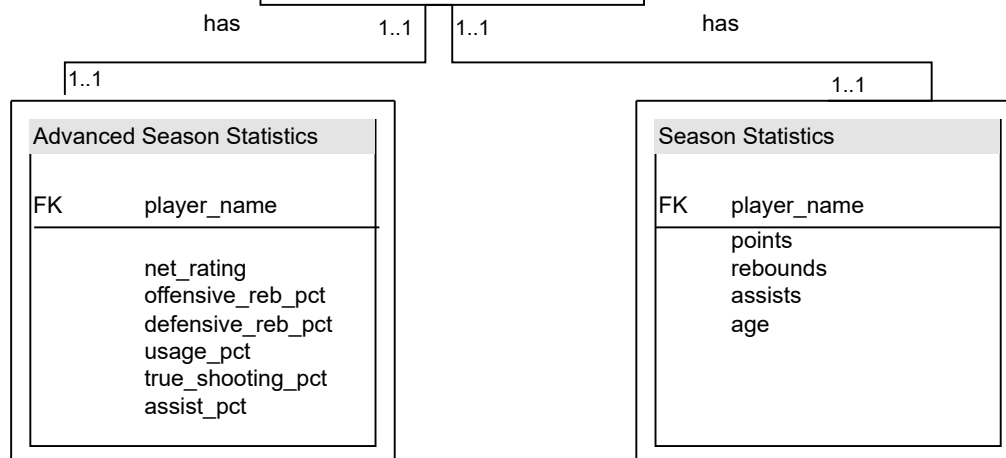 has 1..1 1..1 has
1..1 1..1
Advanced Season Statistics
FK player_name
net_rating
offensive_reb_pct
defensive_reb_pct
usage_pct
true_shooting_pct
assist_pct
Season Statistics
FK player_name
points
rebounds
assists
age